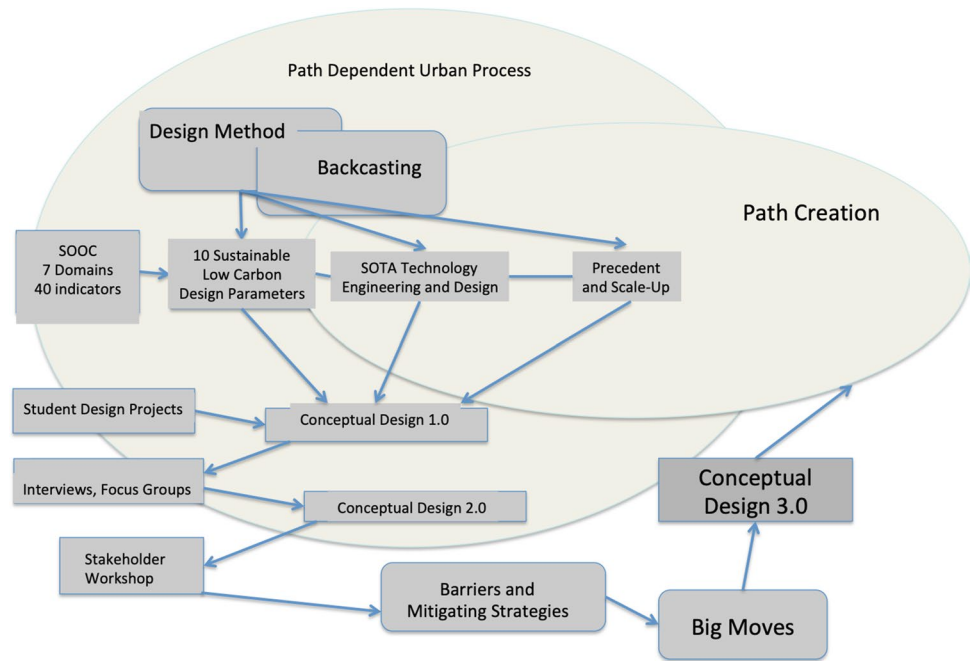 Path Dependent Urban Process
Design Method
Backcasting
Path Creation
SOOC
7 Domains
40 indicators
10 Sustainable
Low Carbon
Design Parameters
SOTA Technology
Engineering and Design
Precedent
and Scale-Up
Student Design Projects
Conceptual Design 1.0
Interviews, Focus Groups
Conceptual Design 2.0
Conceptual
Design 3.0
Stakeholder
Workshop
Barriers and
Mitigating Strategies
Big Moves